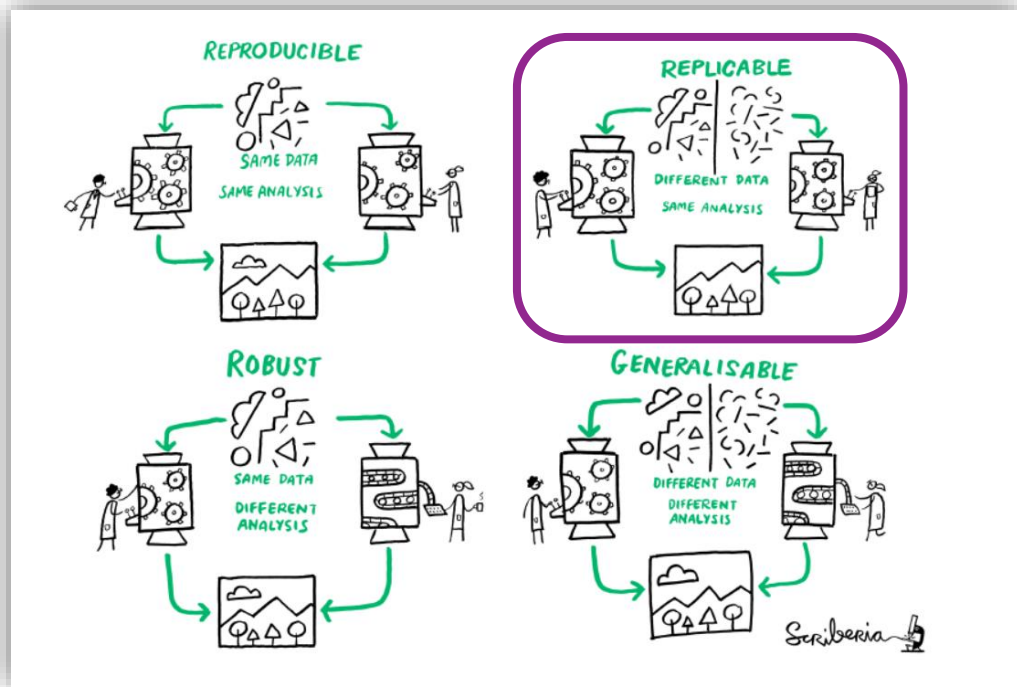 REPRODUCIBLE
SAME DATA
SAME ANALYSIS
REPLICABLE
DIFFERENT DATA
SAME ANALYSIS
ROBUST
SAME DATA
DIFFERENT
ANALYSIS
GENERALISABLE
DIFFERENT DATA
DIFFERENT
ANALYSIS
Scriberia